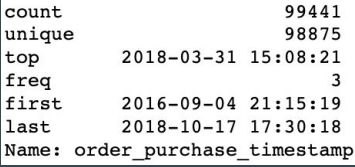 count 99441
unique 98875
top 2018-03-31 15:08:21
freq 3
first 2016-09-04 21:15:19
last 2018-10-17 17:30:18
Name: order_purchase_timestamp